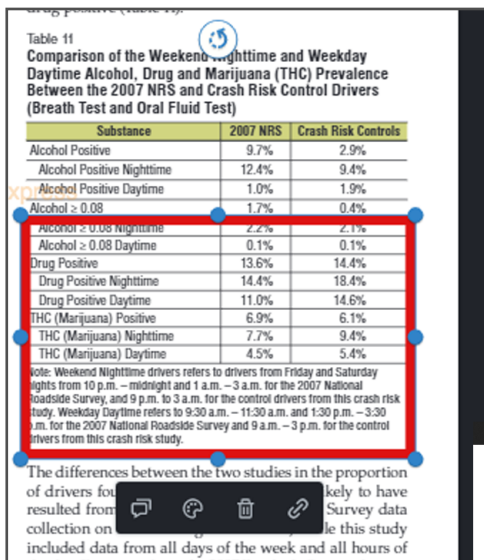 drug positive (Table 11).
Table 11
Comparison of the Weekend Nighttime and Weekday
Daytime Alcohol, Drug and Marijuana (THC) Prevalence
Between the 2007 NRS and Crash Risk Control Drivers
(Breath Test and Oral Fluid Test)
Substance 2007 NRS Crash Risk Controls
Alcohol Positive 9.7% 2.9%
Alcohol Positive Nighttime 12.4% 9.4%
Alcohol Positive Daytime 1.0% 1.9%
Alcohol ≥ 0.08 1.7% 0.4%
Alcohol ≥ 0.08 Nighttime 2.2% 2.1%
Alcohol ≥ 0.08 Daytime 0.1% 0.1%
Drug Positive 13.6% 14.4%
Drug Positive Nighttime 14.4% 18.4%
Drug Positive Daytime 11.0% 14.6%
THC (Marijuana) Positive 6.9% 6.1%
THC (Marijuana) Nighttime 7.7% 9.4%
THC (Marijuana) Daytime 4.5% 5.4%
Note: Weekend Nighttime drivers refers to drivers from Friday and Saturday
nights from 10 p.m. – midnight and 1 a.m. – 3 a.m. for the 2007 National
Roadside Survey, and 9 p.m. to 3 a.m. for the control drivers from this crash risk
study. Weekday Daytime refers to 9:30 a.m. – 11:30 a.m. and 1:30 p.m. – 3:30
p.m. for the 2007 National Roadside Survey and 9 a.m. – 3 p.m. for the control
drivers from this crash risk study.
The differences between the two studies in the proportion
of drivers fou kely to have
resulted from Survey data
collection on le this study
included data from all days of the week and all hours of